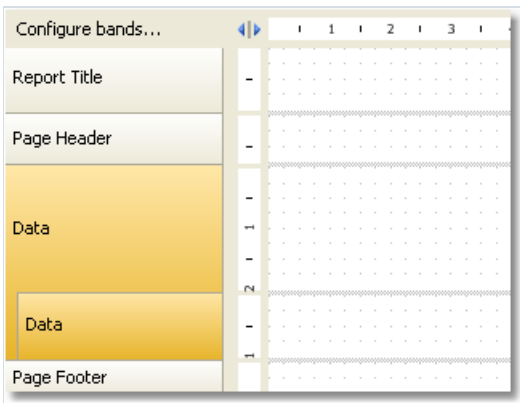 Configure bands...
1 2 3
Report Title
Page Header
Data
1
2
Data
1
Page Footer